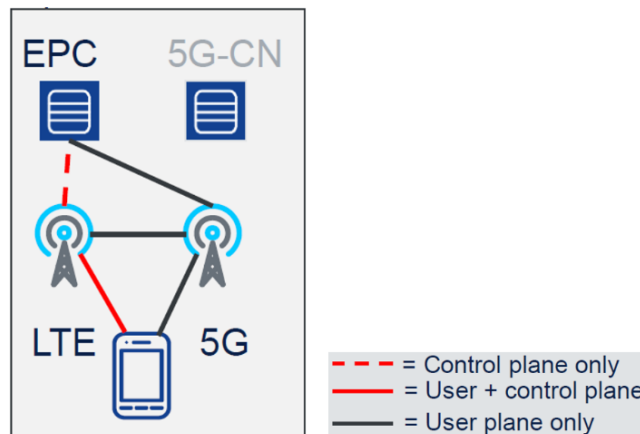 EPC 5G-CN
LTE 5G
= Control plane only
= User + control plane
= User plane only